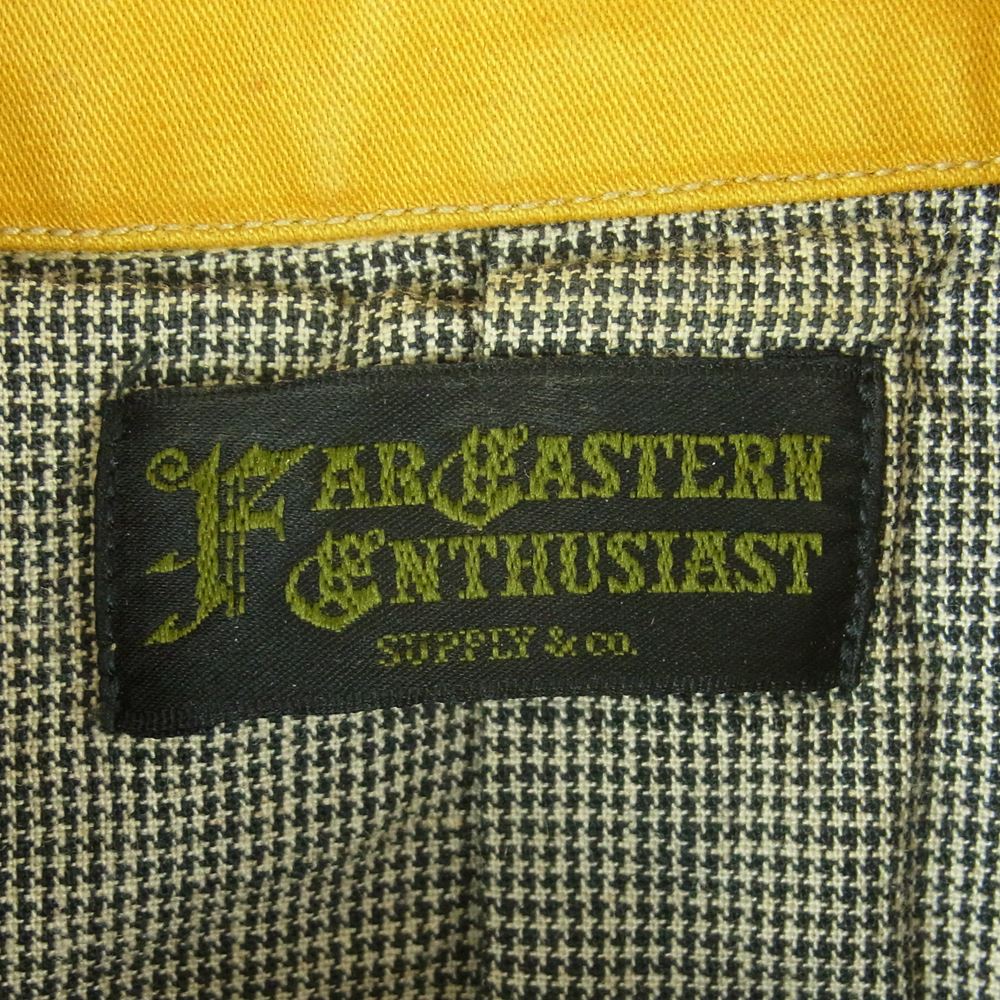 FAR EASTERN
ENTHUSIAST
SUPPLY & CO.